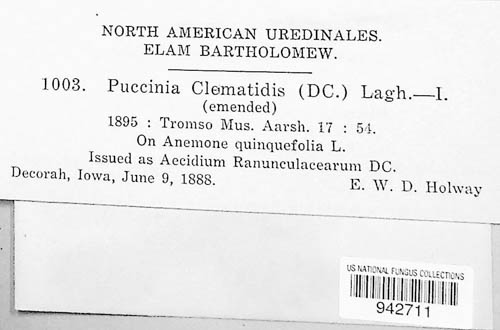 NORTH AMERICAN UREDINALES.
ELAM BARTHOLOMEW.
1003. Puccinia Clematidis (DC.) Lagh.—I.
(emended)
1895 : Tromso Mus. Aarsh. 17 : 54.
On Anemone quinquefolia L.
Issued as Aecidium Ranunculacearum DC.
Decorah, Iowa, June 9, 1888. E. W. D. Holway
US NATIONAL FUNGUS COLLECTIONS
942711